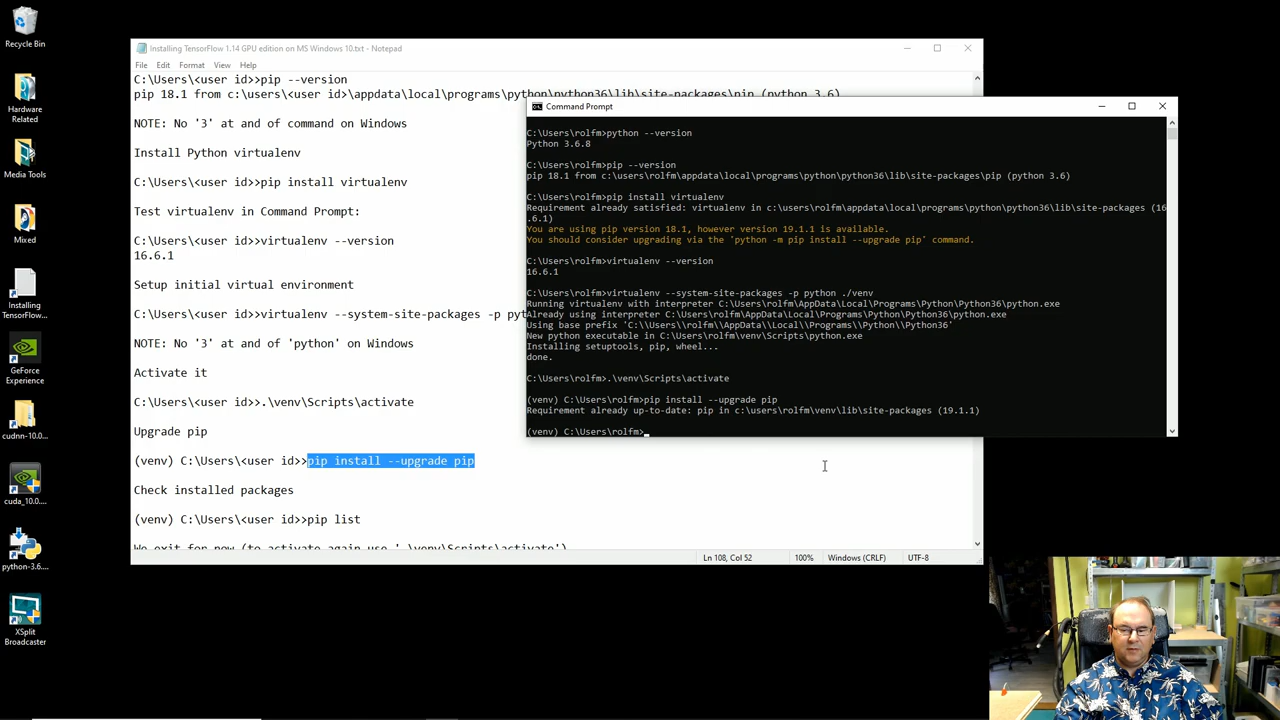 Recycle Bin
Hardware
Related
Media Tools
Mixed
Installing
TensorFlow...
GeForce
Experience
cudnn-10.0...
cuda_10.0....
python-3.6....
XSplit
Broadcaster
Installing TensorFlow 1.14 GPU edition on MS Windows 10.txt - Notepad
File Edit Format View Help
C:\Users\<user id>>pip --version
pip 18.1 from c:\users\<user id>\appdata\local\programs\python\python36\lib\site-packages\pip (python 3.6)
NOTE: No '3' at and of command on Windows
Install Python virtualenv
C:\Users\<user id>>pip install virtualenv
Test virtualenv in Command Prompt:
C:\Users\<user id>>virtualenv --version
16.6.1
Setup initial virtual environment
C:\Users\<user id>>virtualenv --system-site-packages -p pyt
NOTE: No '3' at and of 'python' on Windows
Activate it
C:\Users\<user id>>.\venv\Scripts\activate
Upgrade pip
(venv) C:\Users\<user id>>pip install --upgrade pip
Check installed packages
(venv) C:\Users\<user id>>pip list
We exit for now (to activate again use '.\venv\Scripts\activate')
Ln 108, Col 52 100% Windows (CRLF) UTF-8
Command Prompt
C:\Users\rolfm>python --version
Python 3.6.8
C:\Users\rolfm>pip --version
pip 18.1 from c:\users\rolfm\appdata\local\programs\python\python36\lib\site-packages\pip (python 3.6)
C:\Users\rolfm>pip install virtualenv
Requirement already satisfied: virtualenv in c:\users\rolfm\appdata\local\programs\python\python36\lib\site-packages (16
.6.1)
You are using pip version 18.1, however version 19.1.1 is available.
You should consider upgrading via the 'python -m pip install --upgrade pip' command.
C:\Users\rolfm>virtualenv --version
16.6.1
C:\Users\rolfm>virtualenv --system-site-packages -p python ./venv
Running virtualenv with interpreter C:\Users\rolfm\AppData\Local\Programs\Python\Python36\python.exe
Already using interpreter C:\Users\rolfm\AppData\Local\Programs\Python\Python36\python.exe
Using base prefix 'C:\\Users\\rolfm\\AppData\\Local\\Programs\\Python\\Python36'
New python executable in C:\Users\rolfm\venv\Scripts\python.exe
Installing setuptools, pip, wheel...
done.
C:\Users\rolfm>.\venv\Scripts\activate
(venv) C:\Users\rolfm>pip install --upgrade pip
Requirement already up-to-date: pip in c:\users\rolfm\venv\lib\site-packages (19.1.1)
(venv) C:\Users\rolfm>